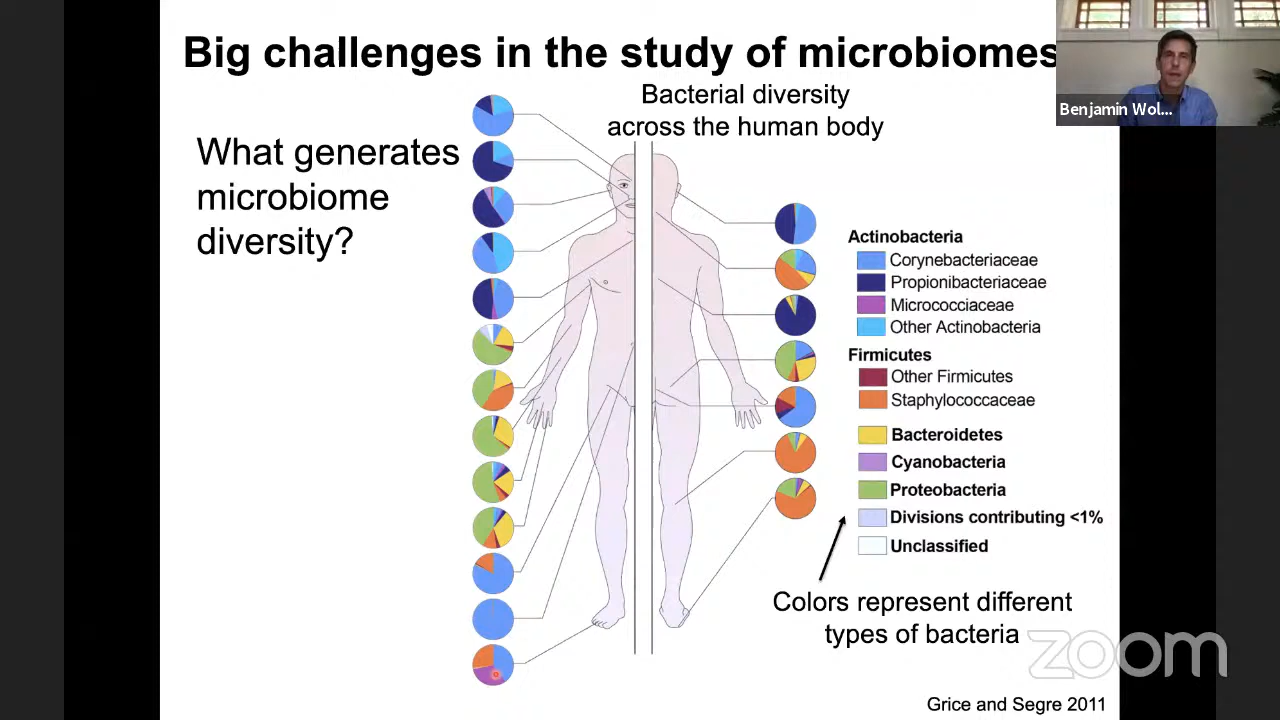 Big challenges in the study of microbiomes
Benjamin Wol...
Bacterial diversity
across the human body
What generates
microbiome
diversity?
Actinobacteria
Corynebacteriaceae
Propionibacteriaceae
Micrococciaceae
Other Actinobacteria
Firmicutes
Other Firmicutes
Staphylococcaceae
Bacteroidetes
Cyanobacteria
Proteobacteria
Divisions contributing <1%
Unclassified
Colors represent different
types of bacteria
zoom
Grice and Segre 2011